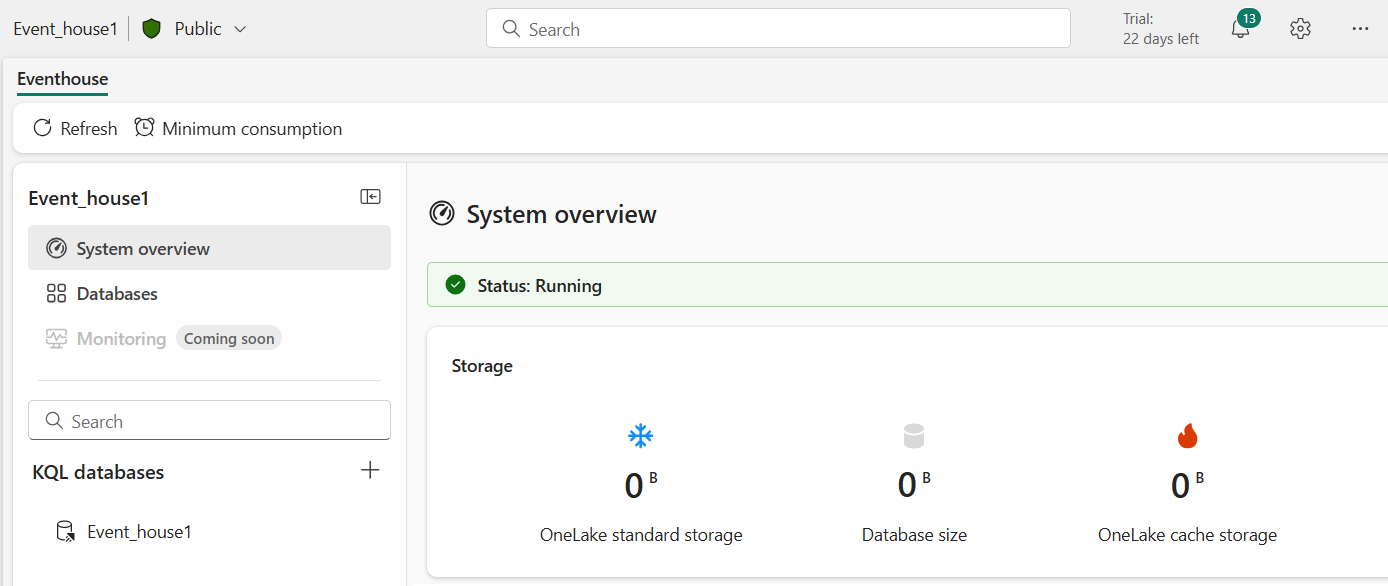 Event_house1 Public
Search
Trial:
22 days left
13
Eventhouse
Refresh Minimum consumption
Event_house1
System overview
Databases
Monitoring Coming soon
Search
KQL databases
Event_house1
System overview
Status: Running
Storage
0 B
OneLake standard storage
0 B
Database size
0 B
OneLake cache storage